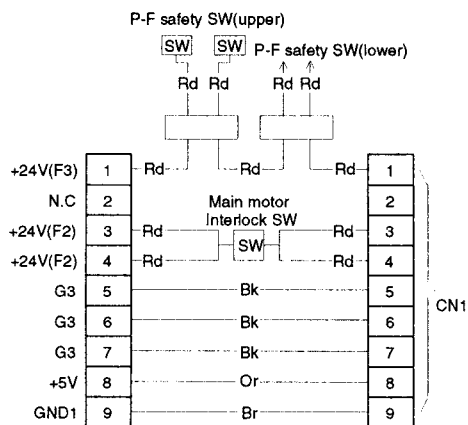 P-F safety SW(upper)
SW SW P-F safety SW(lower)
Rd Rd Rd Rd
+24V(F3) 1 Rd Rd Rd 1
N.C 2 Main motor 2
Interlock SW
+24V(F2) 3 Rd Rd 3
SW
+24V(F2) 4 Rd Rd 4
G3 5 Bk 5
CN1
G3 6 Bk 6
G3 7 Bk 7
+5V 8 Or 8
GND1 9 Br 9